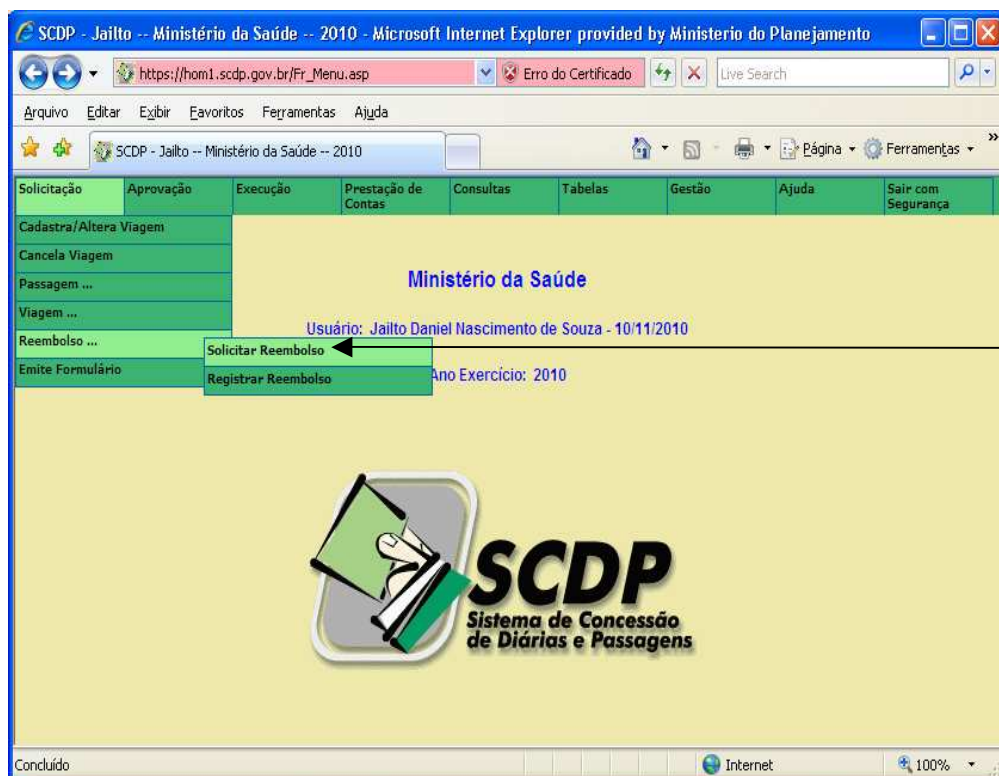 SCDP - Jailto -- Ministério da Saúde -- 2010 - Microsoft Internet Explorer provided by Ministerio do Planejamento
https://hom1.scdp.gov.br/Fr_Menu.asp
Erro do Certificado
Live Search
Arquivo Editar Exibir Favoritos Ferramentas Ajuda
SCDP - Jailto -- Ministério da Saúde -- 2010
Página
Ferramentas
Solicitação
Aprovação
Execução
Prestação de Contas
Consultas
Tabelas
Gestão
Ajuda
Sair com Segurança
Cadastra/Altera Viagem
Cancela Viagem
Passagem ...
Viagem ...
Reembolso ...
Emite Formulário
Solicitar Reembolso
Registrar Reembolso
Ministério da Saúde
Usuário: Jailto Daniel Nascimento de Souza - 10/11/2010
Ano Exercício: 2010
SCDP
Sistema de Concessão
de Diárias e Passagens
Concluído
Internet
100%